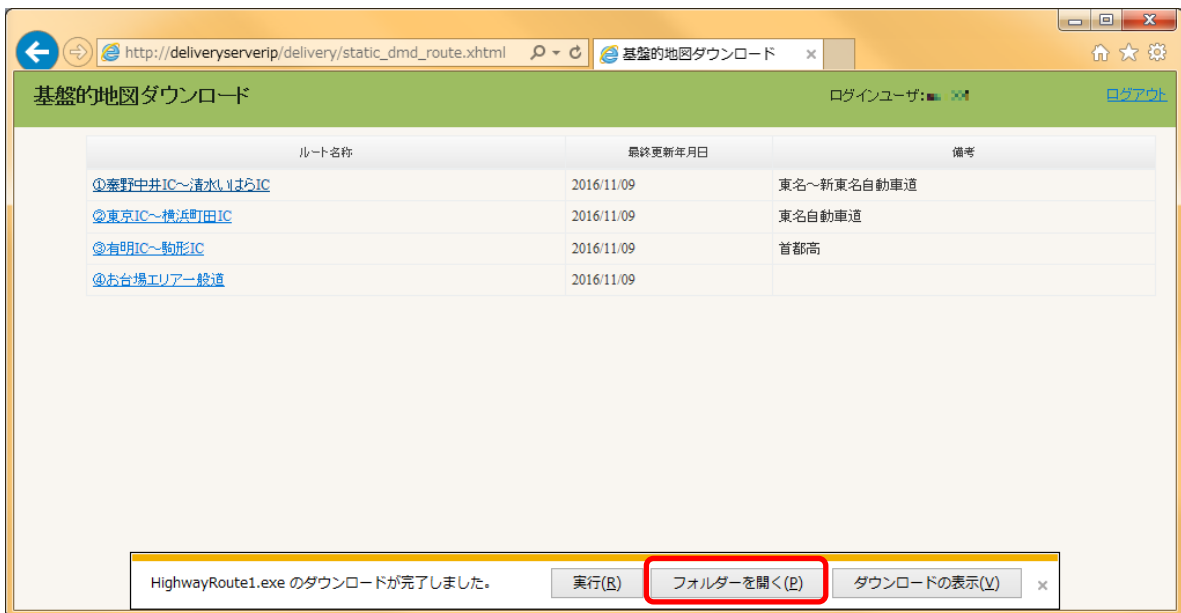 http://deliveryserverip/delivery/static_dmd_route.xhtml
基盤的地図ダウンロード
基盤的地図ダウンロード
ログインユーザ:
ログアウト
ルート名称 最終更新年月日 備考
①秦野中井IC～清水いはらIC 2016/11/09 東名～新東名自動車道
②東京IC～横浜町田IC 2016/11/09 東名自動車道
③有明IC～駒形IC 2016/11/09 首都高
④お台場エリア一般道 2016/11/09
HighwayRoute1.exe のダウンロードが完了しました。 実行(R) フォルダーを開く(P) ダウンロードの表示(V) ×